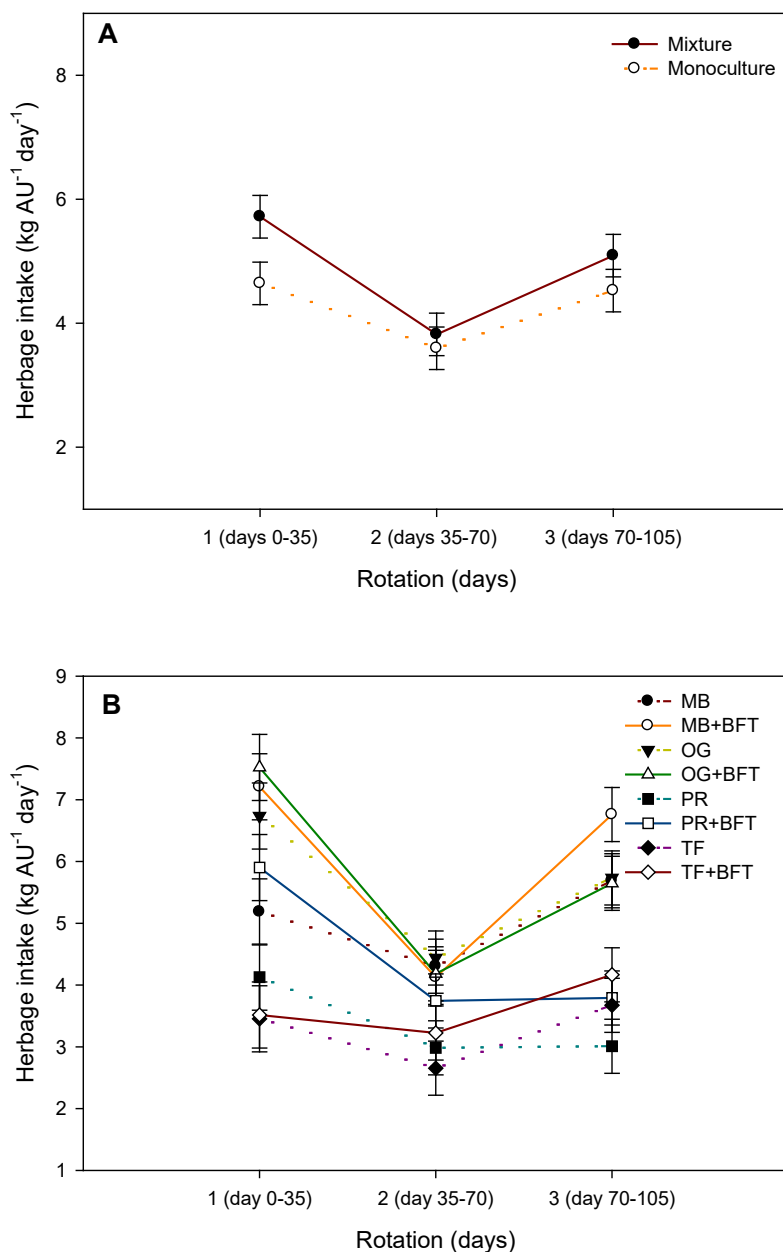 A
Mixture
Monoculture
8
6
4
2
Herbage intake (kg AU⁻¹ day⁻¹)
1 (days 0-35) 2 (days 35-70) 3 (days 70-105)
Rotation (days)
B
MB
MB+BFT
OG
OG+BFT
PR
PR+BFT
TF
TF+BFT
9
8
7
6
5
4
3
2
1
Herbage intake (kg AU⁻¹ day⁻¹)
1 (day 0-35) 2 (day 35-70) 3 (day 70-105)
Rotation (days)